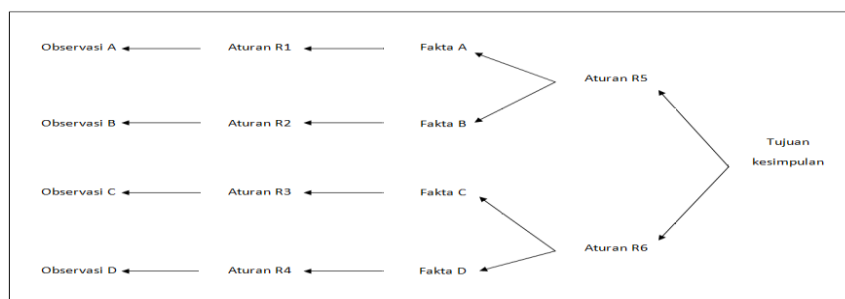 Observasi A Aturan R1 Fakta A
Aturan R5
Observasi B Aturan R2 Fakta B
Tujuan
kesimpulan
Observasi C Aturan R3 Fakta C
Aturan R6
Observasi D Aturan R4 Fakta D